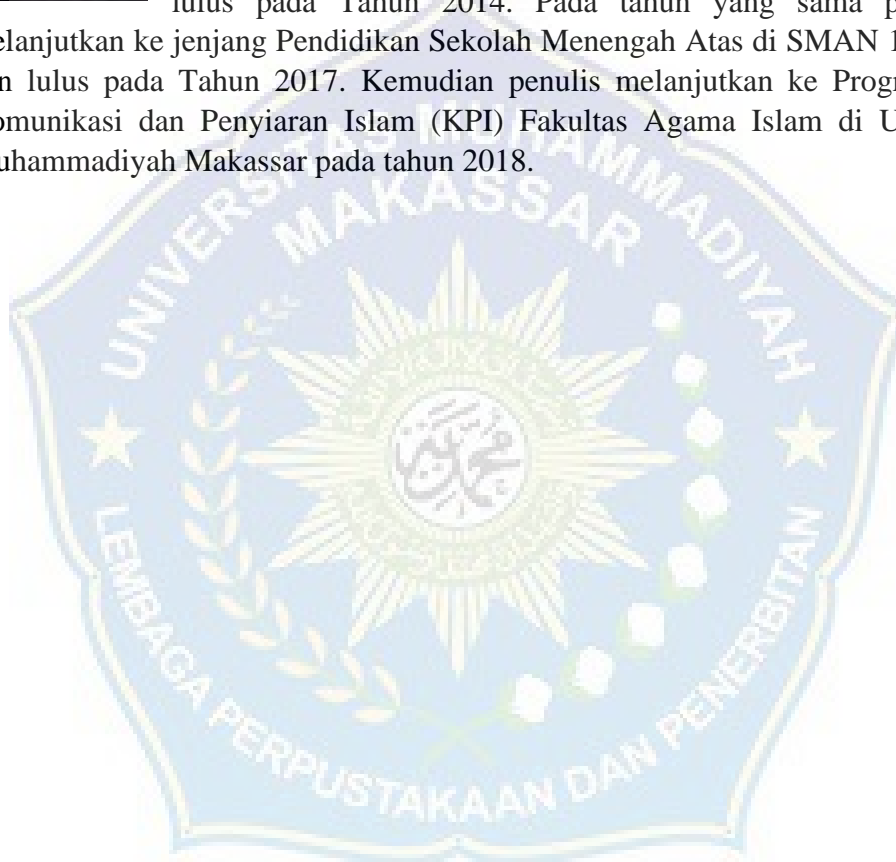 lulus pada Tahun 2014. Pada tahun yang sama p
elanjutkan ke jenjang Pendidikan Sekolah Menengah Atas di SMAN 1
n lulus pada Tahun 2017. Kemudian penulis melanjutkan ke Progr
omunikasi dan Penyiaran Islam (KPI) Fakultas Agama Islam di U
uhammadiyah Makassar pada tahun 2018.
UNIVERSITAS MUHAMMADIYAH
MAKASSAR
محمد
LEMBAGA PERPUSTAKAAN DAN PENERBITAN